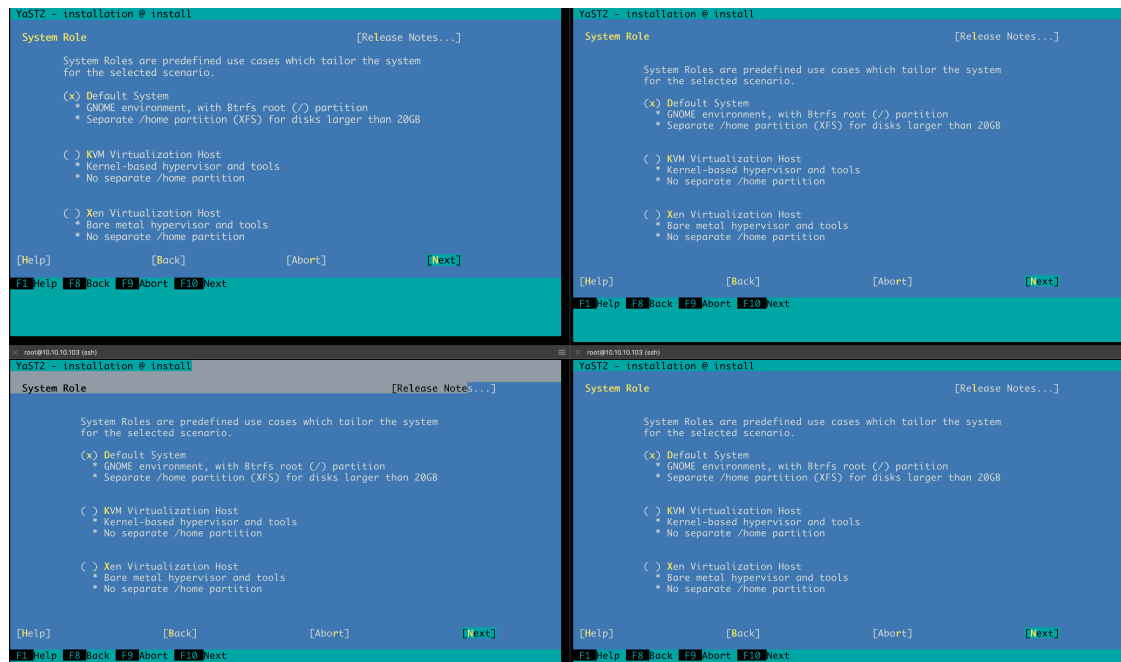 YaST2 - installation @ install
System Role [Release Notes...]
System Roles are predefined use cases which tailor the system
for the selected scenario.
(x) Default System
* GNOME environment, with Btrfs root (/) partition
* Separate /home partition (XFS) for disks larger than 20GB
( ) KVM Virtualization Host
* Kernel-based hypervisor and tools
* No separate /home partition
( ) Xen Virtualization Host
* Bare metal hypervisor and tools
* No separate /home partition
[Help] [Back] [Abort] [Next]
F1 Help F8 Back F9 Abort F10 Next
YaST2 - installation @ install
System Role [Release Notes...]
System Roles are predefined use cases which tailor the system
for the selected scenario.
(x) Default System
* GNOME environment, with Btrfs root (/) partition
* Separate /home partition (XFS) for disks larger than 20GB
( ) KVM Virtualization Host
* Kernel-based hypervisor and tools
* No separate /home partition
( ) Xen Virtualization Host
* Bare metal hypervisor and tools
* No separate /home partition
[Help] [Back] [Abort] [Next]
F1 Help F8 Back F9 Abort F10 Next
root@10.10.10.103 (ssh)
YaST2 - installation @ install
System Role [Release Notes...]
System Roles are predefined use cases which tailor the system
for the selected scenario.
(x) Default System
* GNOME environment, with Btrfs root (/) partition
* Separate /home partition (XFS) for disks larger than 20GB
( ) KVM Virtualization Host
* Kernel-based hypervisor and tools
* No separate /home partition
( ) Xen Virtualization Host
* Bare metal hypervisor and tools
* No separate /home partition
[Help] [Back] [Abort] [Next]
F1 Help F8 Back F9 Abort F10 Next
root@10.10.10.103 (ssh)
YaST2 - installation @ install
System Role [Release Notes...]
System Roles are predefined use cases which tailor the system
for the selected scenario.
(x) Default System
* GNOME environment, with Btrfs root (/) partition
* Separate /home partition (XFS) for disks larger than 20GB
( ) KVM Virtualization Host
* Kernel-based hypervisor and tools
* No separate /home partition
( ) Xen Virtualization Host
* Bare metal hypervisor and tools
* No separate /home partition
[Help] [Back] [Abort] [Next]
F1 Help F8 Back F9 Abort F10 Next